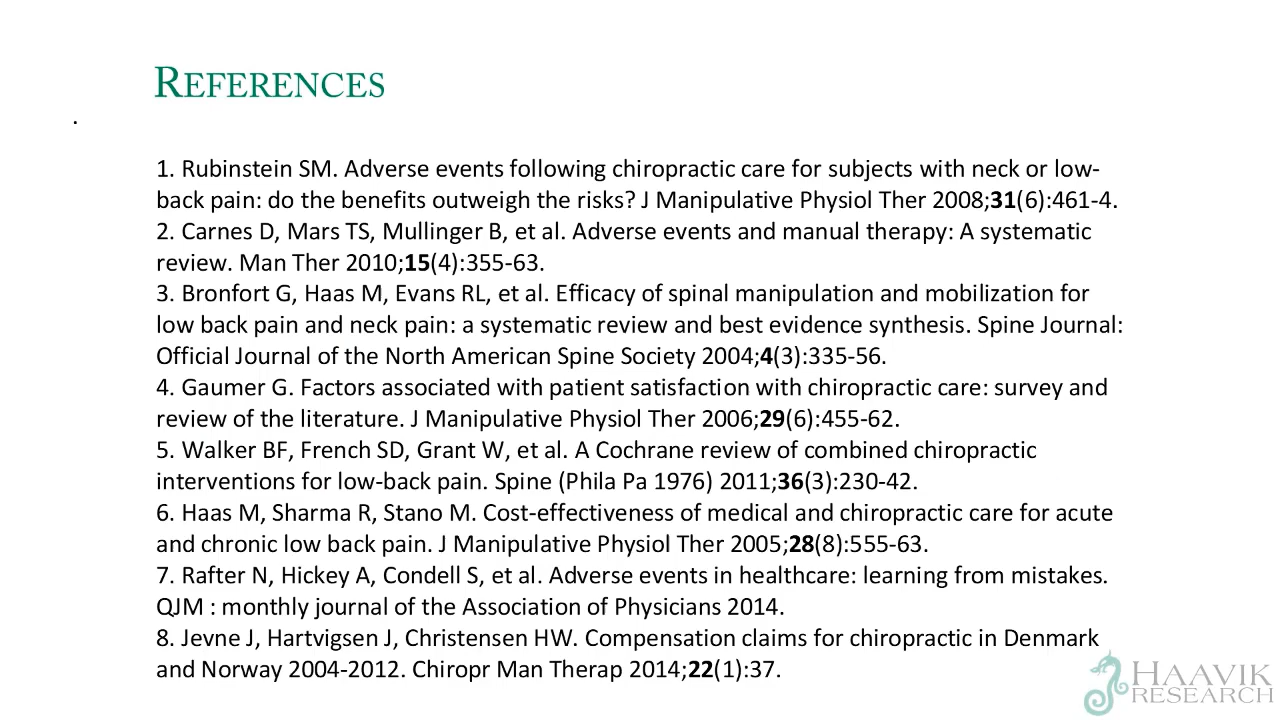 REFERENCES
.
1. Rubinstein SM. Adverse events following chiropractic care for subjects with neck or low-
back pain: do the benefits outweigh the risks? J Manipulative Physiol Ther 2008;31(6):461-4.
2. Carnes D, Mars TS, Mullinger B, et al. Adverse events and manual therapy: A systematic
review. Man Ther 2010;15(4):355-63.
3. Bronfort G, Haas M, Evans RL, et al. Efficacy of spinal manipulation and mobilization for
low back pain and neck pain: a systematic review and best evidence synthesis. Spine Journal:
Official Journal of the North American Spine Society 2004;4(3):335-56.
4. Gaumer G. Factors associated with patient satisfaction with chiropractic care: survey and
review of the literature. J Manipulative Physiol Ther 2006;29(6):455-62.
5. Walker BF, French SD, Grant W, et al. A Cochrane review of combined chiropractic
interventions for low-back pain. Spine (Phila Pa 1976) 2011;36(3):230-42.
6. Haas M, Sharma R, Stano M. Cost-effectiveness of medical and chiropractic care for acute
and chronic low back pain. J Manipulative Physiol Ther 2005;28(8):555-63.
7. Rafter N, Hickey A, Condell S, et al. Adverse events in healthcare: learning from mistakes.
QJM : monthly journal of the Association of Physicians 2014.
8. Jevne J, Hartvigsen J, Christensen HW. Compensation claims for chiropractic in Denmark
and Norway 2004-2012. Chiropr Man Therap 2014;22(1):37.
HAAVIK
RESEARCH